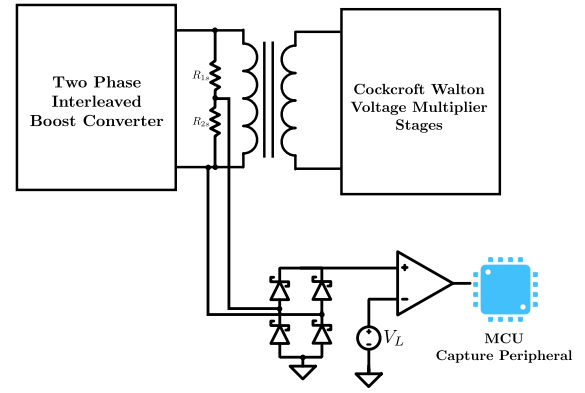 Two Phase
Interleaved
Boost Converter
R1s
R2s
Cockcroft Walton
Voltage Multiplier
Stages
+
−
+
−
VL
MCU
Capture Peripheral